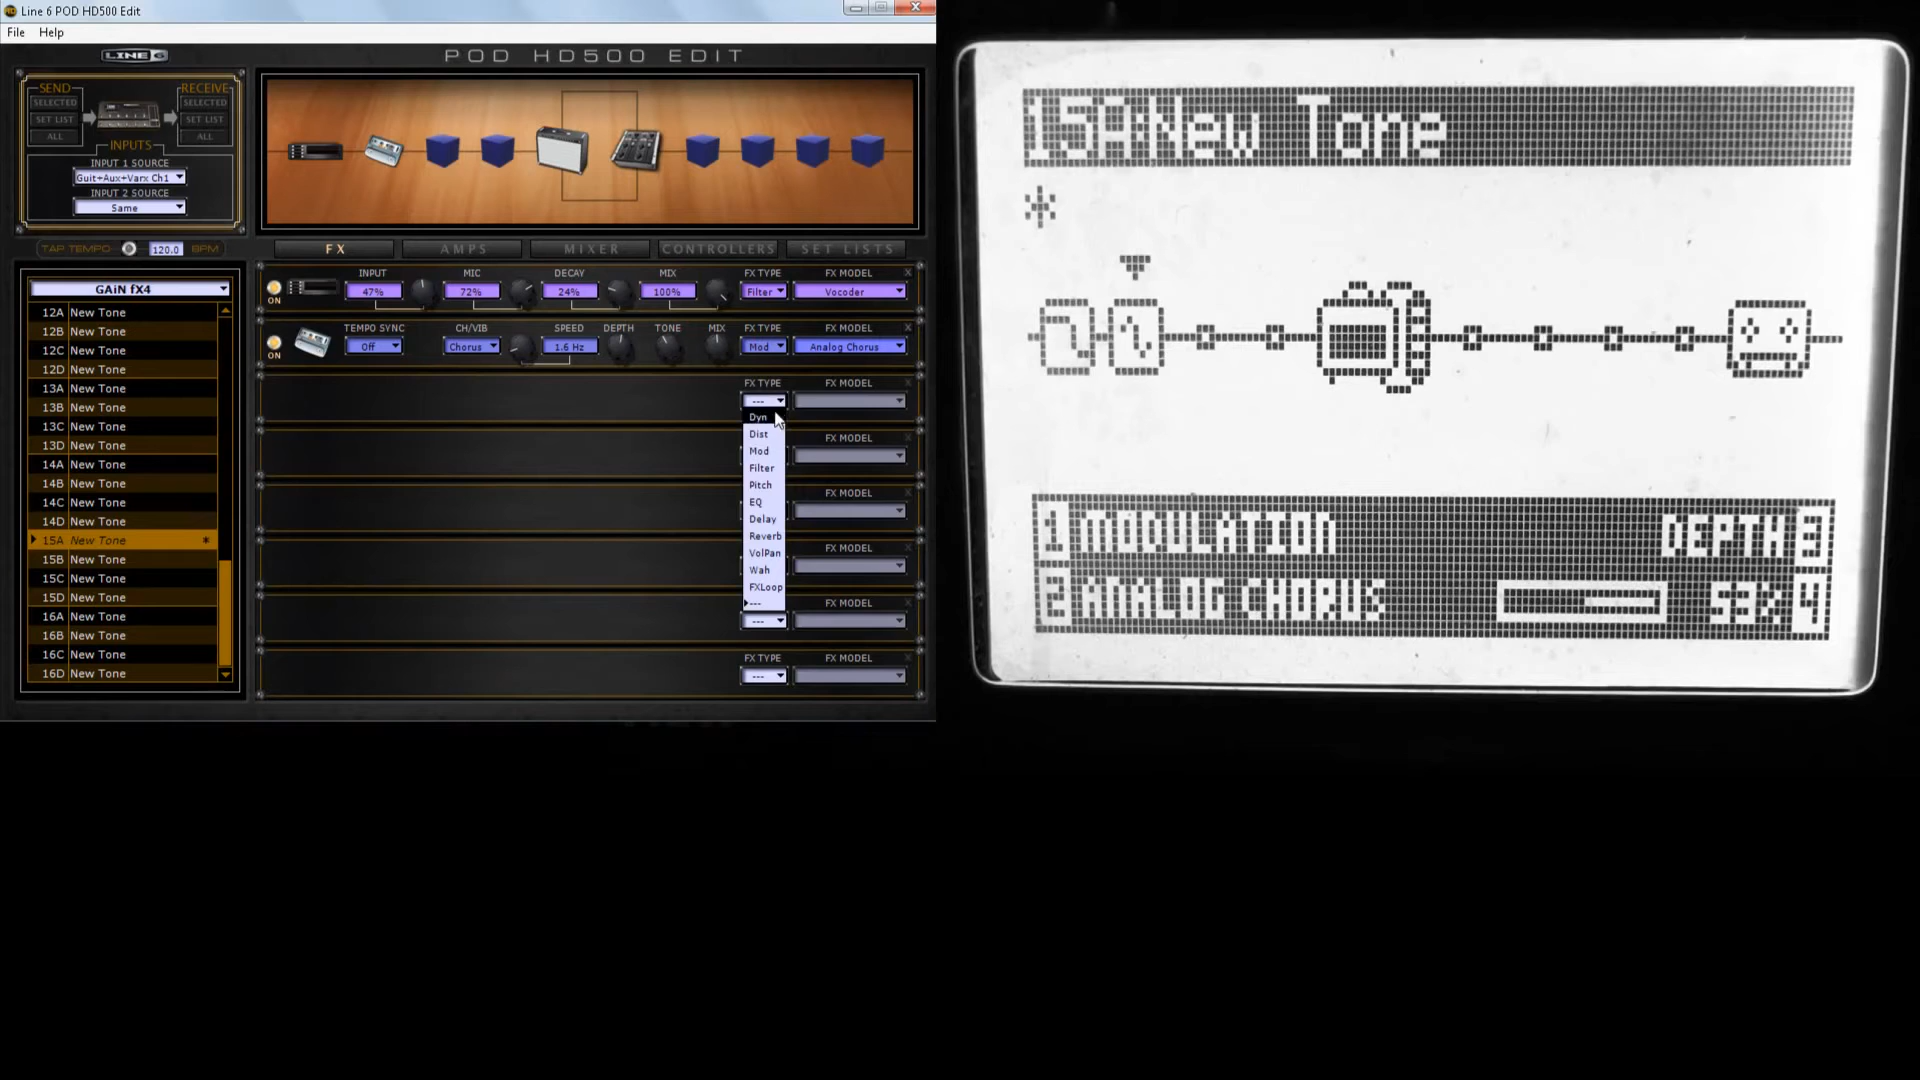 Line 6 POD HD500 Edit
File Help
LINE 6
POD HD500 EDIT
SEND RECEIVE
SELECTED SELECTED
SET LIST SET LIST
ALL ALL
INPUTS
INPUT 1 SOURCE
Guit+Aux+Varx Ch1
INPUT 2 SOURCE
Same
TAP TEMPO 120.0 BPM
FX AMPS MIXER CONTROLLERS SET LISTS
GAiN fX4
12A New Tone
12B New Tone
12C New Tone
12D New Tone
13A New Tone
13B New Tone
13C New Tone
13D New Tone
14A New Tone
14B New Tone
14C New Tone
14D New Tone
15A New Tone *
15B New Tone
15C New Tone
15D New Tone
16A New Tone
16B New Tone
16C New Tone
16D New Tone
INPUT MIC DECAY MIX FX TYPE FX MODEL X
ON 47% 72% 24% 100% Filter Vocoder
TEMPO SYNC CH/VIB SPEED DEPTH TONE MIX FX TYPE FX MODEL X
ON Off Chorus 1.6 Hz Mod Analog Chorus
FX TYPE FX MODEL X
---
Dyn
Dist
Mod
Filter
Pitch
EQ
Delay
Reverb
VolPan
Wah
FXLoop
---
FX MODEL X
FX MODEL X
FX MODEL X
FX MODEL X
---
FX TYPE FX MODEL X
---
15A:New Tone
*
1 MODULATION DEPTH 3
2 ANALOG CHORUS 53% 4